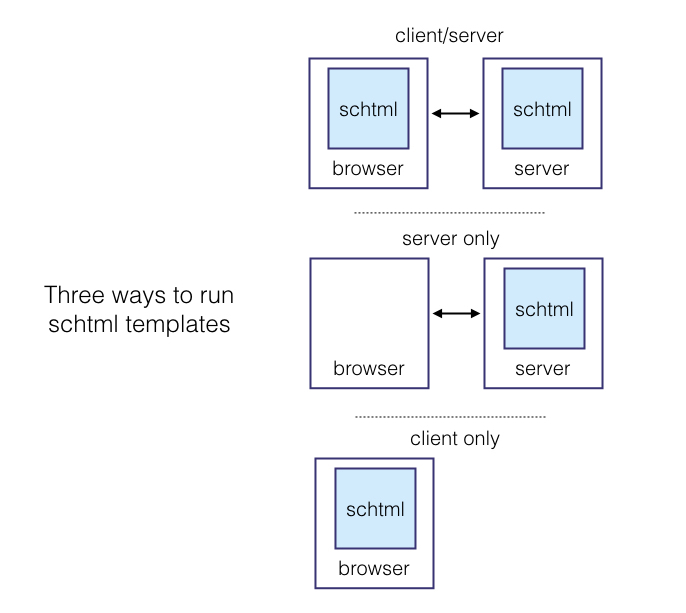 client/server
schtml
schtml
browser
server
server only
Three ways to run
schtml templates
schtml
browser
server
client only
schtml
browser